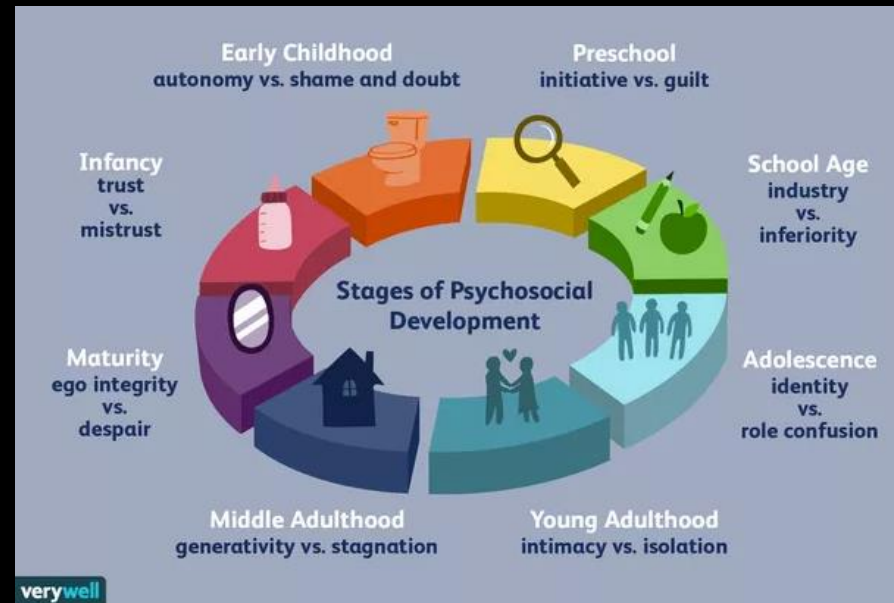 Early Childhood
autonomy vs. shame and doubt
Preschool
initiative vs. guilt
Infancy
trust
vs.
mistrust
School Age
industry
vs.
inferiority
Stages of Psychosocial
Development
Maturity
ego integrity
vs.
despair
Adolescence
identity
vs.
role confusion
Middle Adulthood
generativity vs. stagnation
Young Adulthood
intimacy vs. isolation
verywell